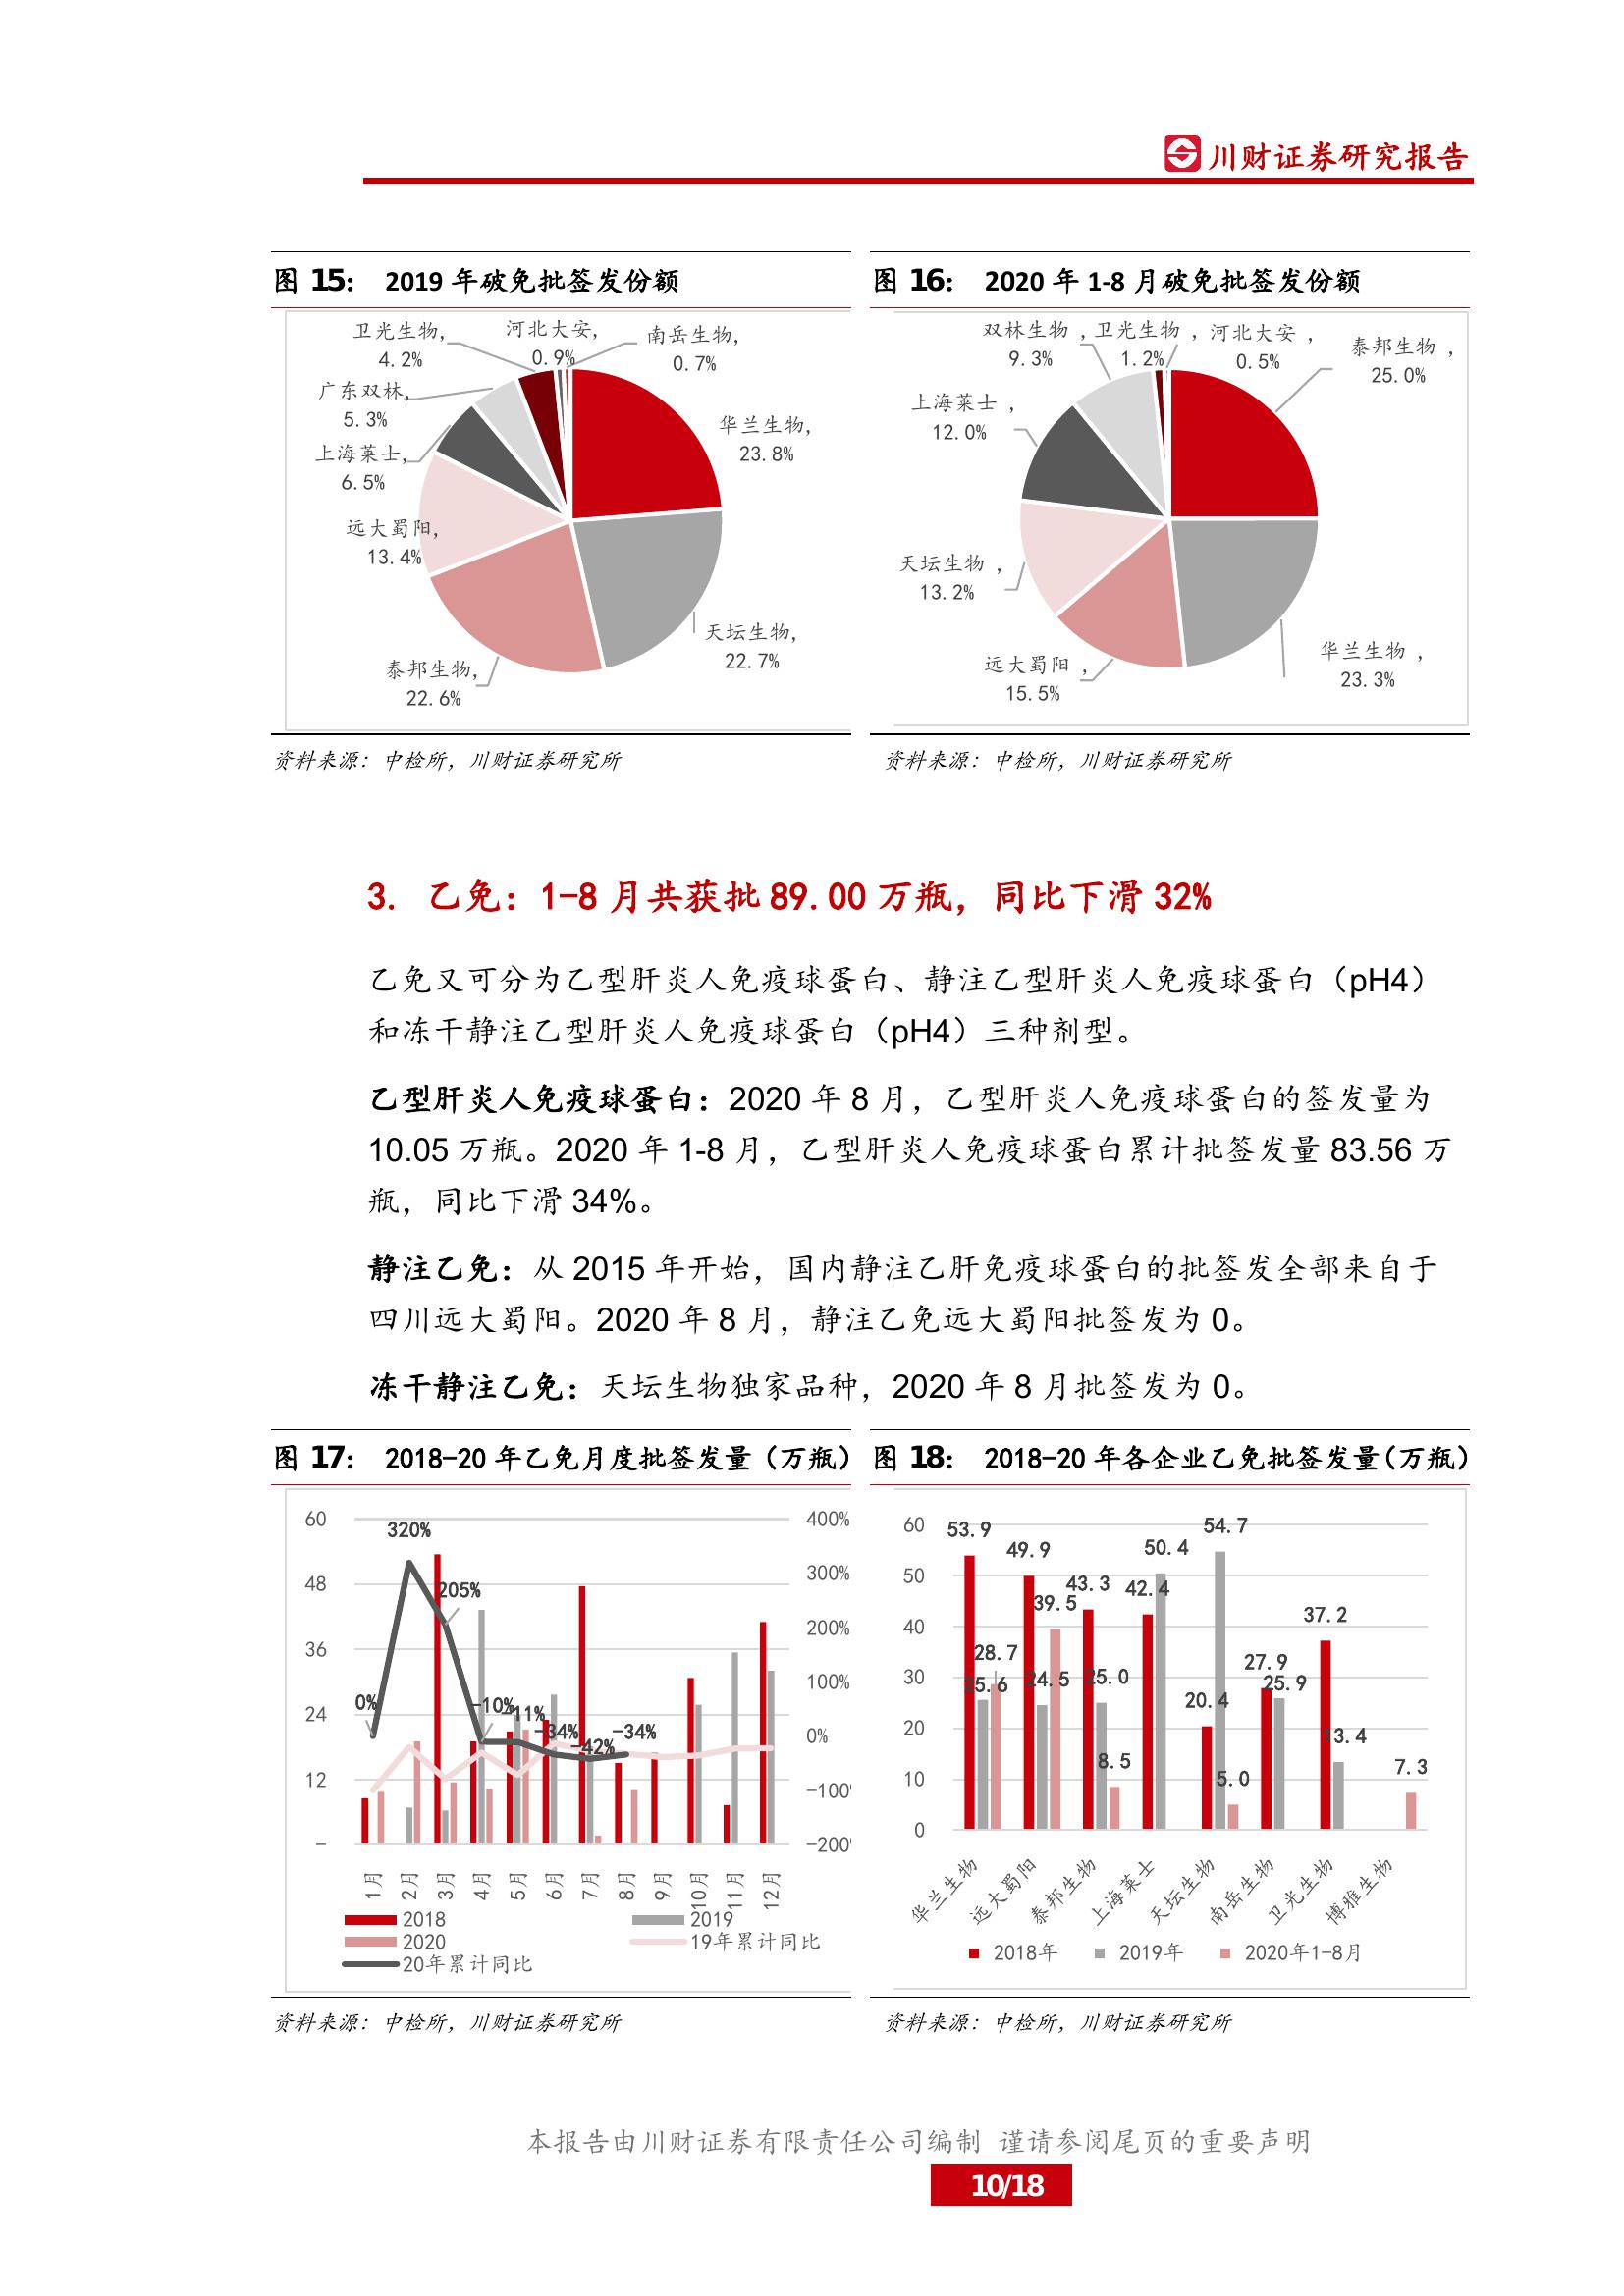 川财证券研究报告
图 15: 2019 年破免批签发份额
卫光生物,
4.2%
河北大安,
0.9%
南岳生物,
0.7%
广东双林,
5.3%
华兰生物,
23.8%
上海莱士,
6.5%
远大蜀阳,
13.4%
天坛生物,
22.7%
泰邦生物,
22.6%
资料来源：中检所，川财证券研究所
图 16: 2020 年 1-8 月破免批签发份额
双林生物 ,
9.3%
卫光生物 ,
1.2%
河北大安 ,
0.5%
泰邦生物 ,
25.0%
上海莱士 ,
12.0%
天坛生物 ,
13.2%
华兰生物 ,
23.3%
远大蜀阳 ,
15.5%
资料来源：中检所，川财证券研究所
3. 乙免：1-8 月共获批 89.00 万瓶，同比下滑 32%
乙免又可分为乙型肝炎人免疫球蛋白、静注乙型肝炎人免疫球蛋白（pH4）
和冻干静注乙型肝炎人免疫球蛋白（pH4）三种剂型。
乙型肝炎人免疫球蛋白：2020 年 8 月，乙型肝炎人免疫球蛋白的签发量为
10.05 万瓶。2020 年 1-8 月，乙型肝炎人免疫球蛋白累计批签发量 83.56 万
瓶，同比下滑 34%。
静注乙免：从 2015 年开始，国内静注乙肝免疫球蛋白的批签发全部来自于
四川远大蜀阳。2020 年 8 月，静注乙免远大蜀阳批签发为 0。
冻干静注乙免：天坛生物独家品种，2020 年 8 月批签发为 0。
图 17: 2018-20 年乙免月度批签发量（万瓶）
60
48
36
24
12
-
400%
300%
200%
100%
0%
-100
-200
0%
320%
205%
-10%
-11%
-34%
-42%
-34%
1月
2月
3月
4月
5月
6月
7月
8月
9月
10月
11月
12月
2018
2019
2020
19年累计同比
20年累计同比
资料来源：中检所，川财证券研究所
图 18: 2018-20 年各企业乙免批签发量（万瓶）
60
50
40
30
20
10
0
53.9
25.6
28.7
49.9
24.5
39.5
43.3
25.0
8.5
42.4
50.4
20.4
54.7
5.0
27.9
25.9
37.2
13.4
7.3
华兰生物
远大蜀阳
泰邦生物
上海莱士
天坛生物
南岳生物
卫光生物
博雅生物
2018年
2019年
2020年1-8月
资料来源：中检所，川财证券研究所
本报告由川财证券有限责任公司编制 谨请参阅尾页的重要声明
10/18